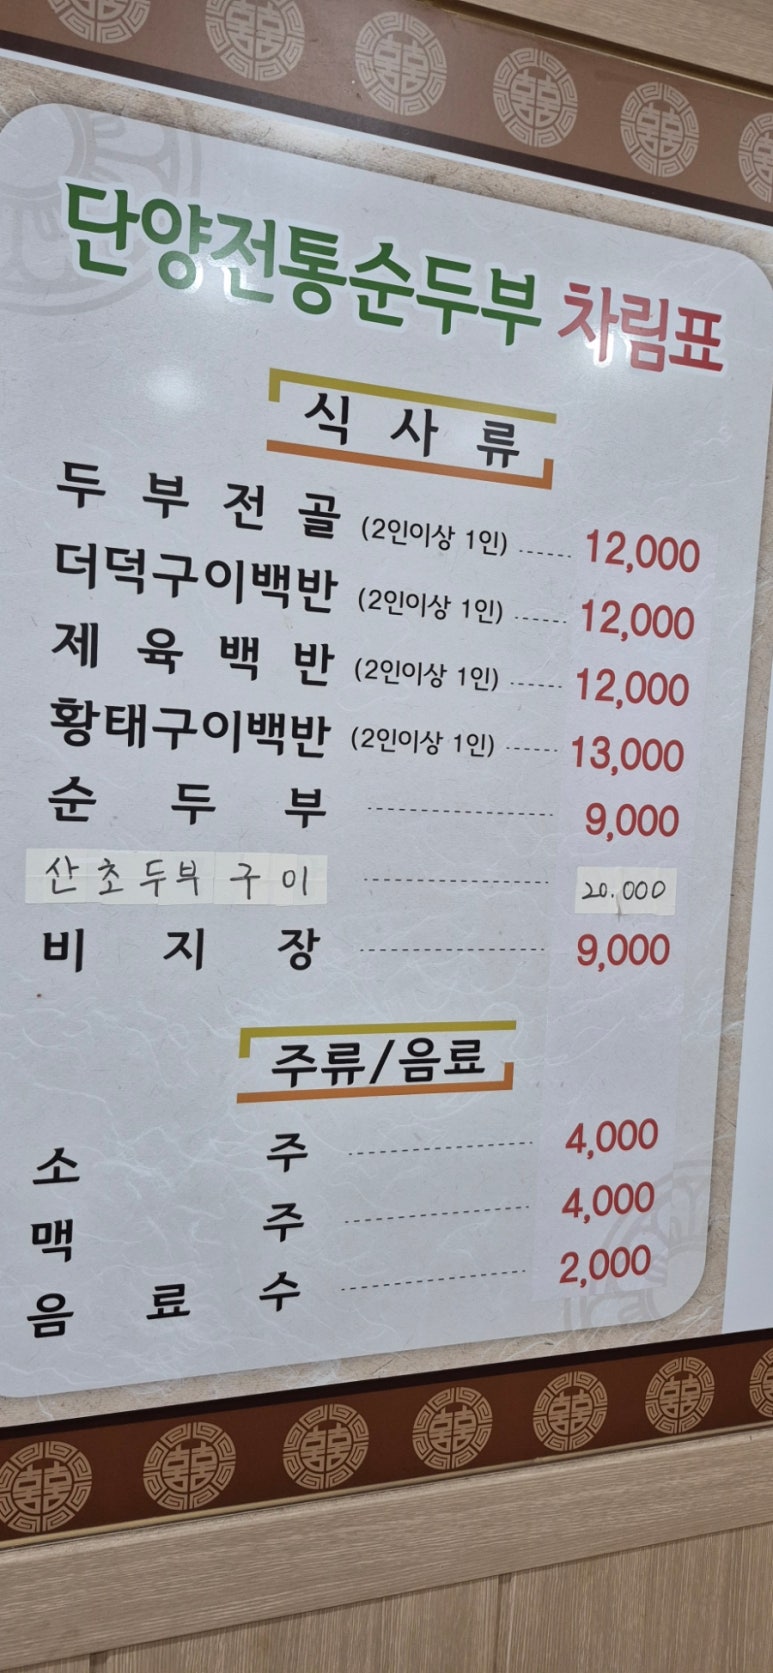 단양전통순두부 차림표
식 사 류
두 부 전 골 (2인이상 1인) ...... 12,000
더덕구이백반 (2인이상 1인) ...... 12,000
제 육 백 반 (2인이상 1인) ...... 12,000
황태구이백반 (2인이상 1인) ...... 13,000
순 두 부 ...... 9,000
산초두부 구이 ...... 20.000
비 지 장 ...... 9,000
주류/음료
소 주 ...... 4,000
맥 주 ...... 4,000
음 료 수 ...... 2,000